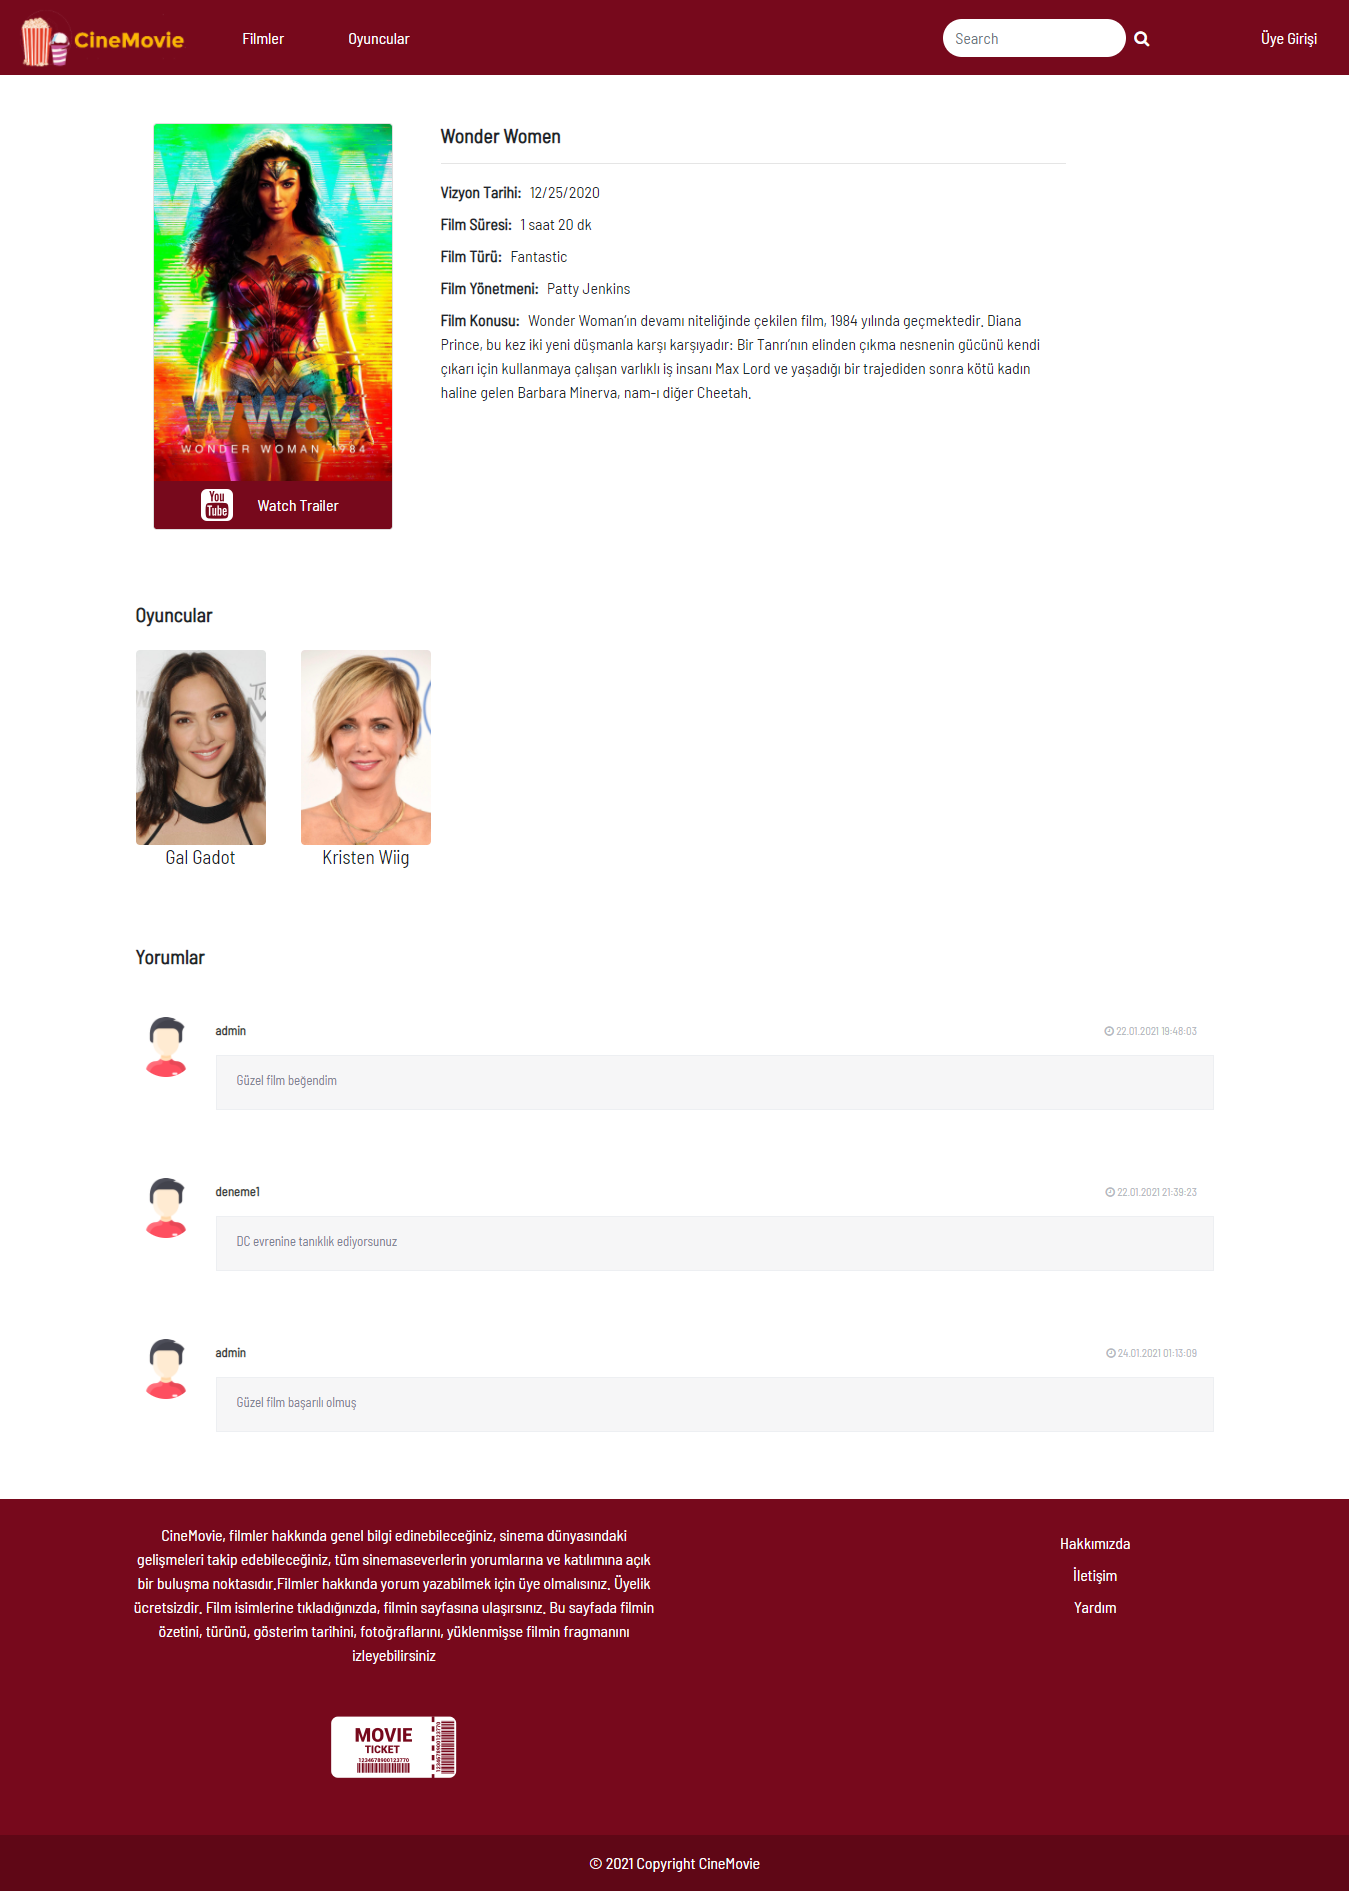 CineMovie
Filmler
Oyuncular
Search
Üye Girişi
WW
WW84
WONDER WOMAN 1984
You
Tube
Watch Trailer
Wonder Women
Vizyon Tarihi: 12/25/2020
Film Süresi: 1 saat 20 dk
Film Türü: Fantastic
Film Yönetmeni: Patty Jenkins
Film Konusu: Wonder Woman’ın devamı niteliğinde çekilen film, 1984 yılında geçmektedir. Diana
Prince, bu kez iki yeni düşmanla karşı karşıyadır: Bir Tanrı’nın elinden çıkma nesnenin gücünü kendi
çıkarı için kullanmaya çalışan varlıklı iş insanı Max Lord ve yaşadığı bir trajediden sonra kötü kadın
haline gelen Barbara Minerva, nam-ı diğer Cheetah.
Oyuncular
Gal Gadot
Kristen Wiig
Yorumlar
admin
22.01.2021 19:48:03
Güzel film beğendim
deneme1
22.01.2021 21:39:23
DC evrenine tanıklık ediyorsunuz
admin
24.01.2021 01:13:09
Güzel film başarılı olmuş
CineMovie, filmler hakkında genel bilgi edinebileceğiniz, sinema dünyasındaki
gelişmeleri takip edebileceğiniz, tüm sinemaseverlerin yorumlarına ve katılımına açık
bir buluşma noktasıdır.Filmler hakkında yorum yazabilmek için üye olmalısınız. Üyelik
ücretsizdir. Film isimlerine tıkladığınızda, filmin sayfasına ulaşırsınız. Bu sayfada filmin
özetini, türünü, gösterim tarihini, fotoğraflarını, yüklenmişse filmin fragmanını
izleyebilirsiniz
Hakkımızda
İletişim
Yardım
MOVIE
TICKET
1234678900123770
© 2021 Copyright CineMovie